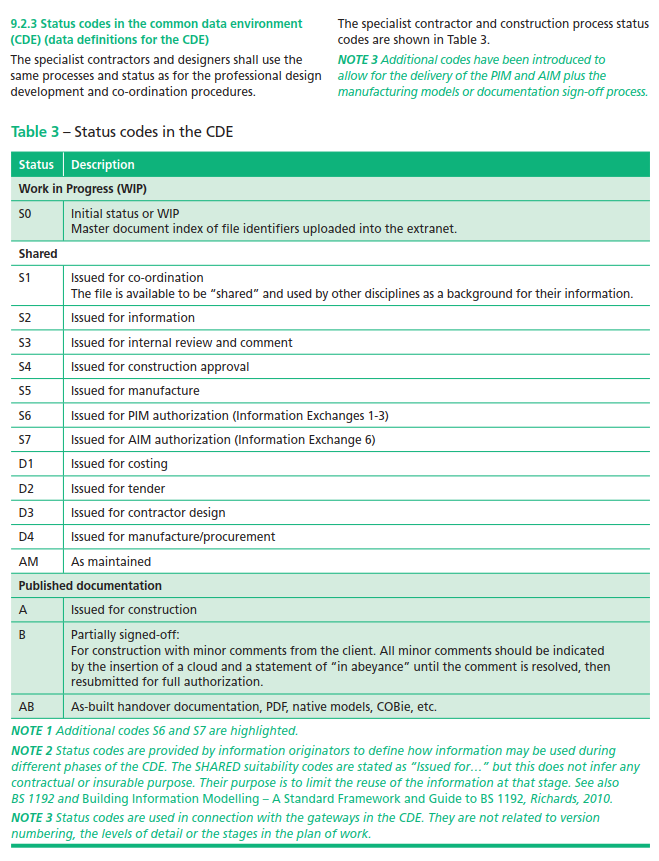 9.2.3 Status codes in the common data environment
(CDE) (data definitions for the CDE)
The specialist contractors and designers shall use the
same processes and status as for the professional design
development and co-ordination procedures.
The specialist contractor and construction process status
codes are shown in Table 3.
NOTE 3 Additional codes have been introduced to
allow for the delivery of the PIM and AIM plus the
manufacturing models or documentation sign-off process.
Table 3 – Status codes in the CDE
Status Description
Work in Progress (WIP)
S0 Initial status or WIP
Master document index of file identifiers uploaded into the extranet.
Shared
S1 Issued for co-ordination
The file is available to be “shared” and used by other disciplines as a background for their information.
S2 Issued for information
S3 Issued for internal review and comment
S4 Issued for construction approval
S5 Issued for manufacture
S6 Issued for PIM authorization (Information Exchanges 1-3)
S7 Issued for AIM authorization (Information Exchange 6)
D1 Issued for costing
D2 Issued for tender
D3 Issued for contractor design
D4 Issued for manufacture/procurement
AM As maintained
Published documentation
A Issued for construction
B Partially signed-off:
For construction with minor comments from the client. All minor comments should be indicated
by the insertion of a cloud and a statement of “in abeyance” until the comment is resolved, then
resubmitted for full authorization.
AB As-built handover documentation, PDF, native models, COBie, etc.
NOTE 1 Additional codes S6 and S7 are highlighted.
NOTE 2 Status codes are provided by information originators to define how information may be used during
different phases of the CDE. The SHARED suitability codes are stated as “Issued for…” but this does not infer any
contractual or insurable purpose. Their purpose is to limit the reuse of the information at that stage. See also
BS 1192 and Building Information Modelling – A Standard Framework and Guide to BS 1192, Richards, 2010.
NOTE 3 Status codes are used in connection with the gateways in the CDE. They are not related to version
numbering, the levels of detail or the stages in the plan of work.